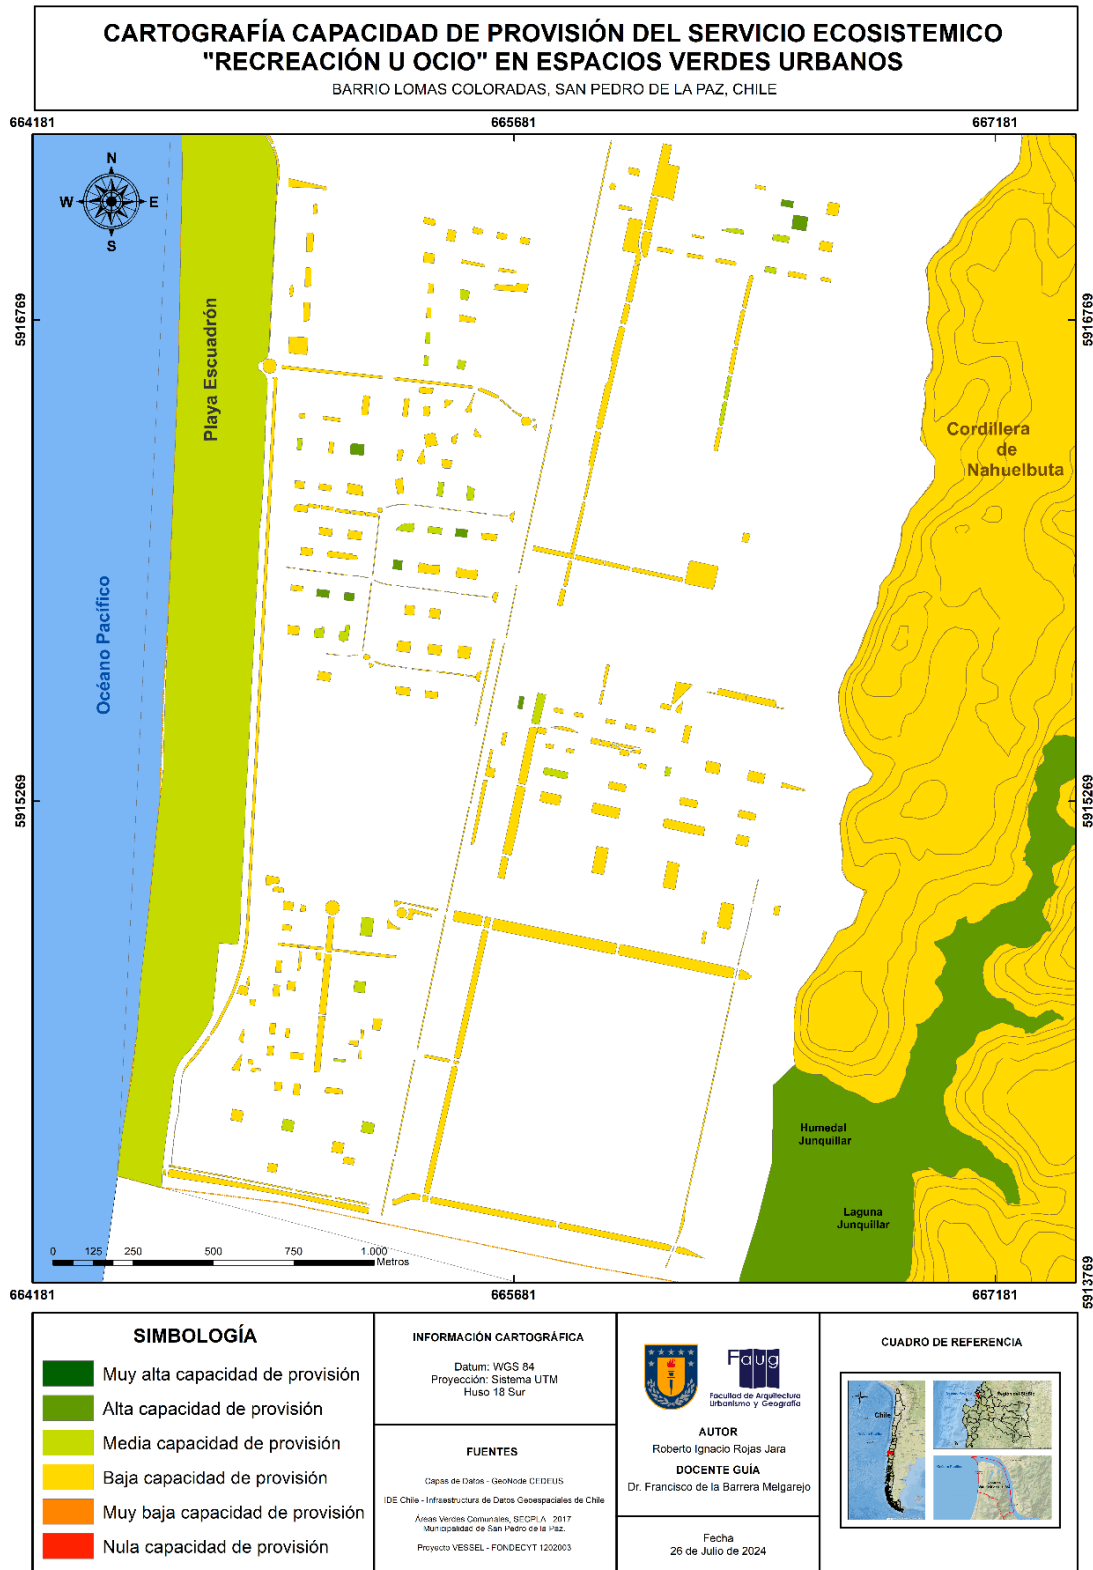 CARTOGRAFÍA CAPACIDAD DE PROVISIÓN DEL SERVICIO ECOSISTEMICO
"RECREACIÓN U OCIO" EN ESPACIOS VERDES URBANOS
BARRIO LOMAS COLORADAS, SAN PEDRO DE LA PAZ, CHILE
664181
665681
667181
N
W
E
S
5916769
5916769
Playa Escuadrón
Cordillera
de
Nahuelbuta
Océano Pacífico
5915269
5915269
Humedal
Junquillar
Laguna
Junquillar
0 125 250 500 750 1.000
Metros
5913769
664181
665681
667181
SIMBOLOGÍA
Muy alta capacidad de provisión
Alta capacidad de provisión
Media capacidad de provisión
Baja capacidad de provisión
Muy baja capacidad de provisión
Nula capacidad de provisión
INFORMACIÓN CARTOGRÁFICA
Datum: WGS 84
Proyección: Sistema UTM
Huso 18 Sur
FUENTES
Capas de Datos - GeoNode CEDEUS
IDE Chile - Infraestructura de Datos Geoespaciales de Chile
Áreas Verdes Comunales, SECPLA 2017
Municipalidad de San Pedro de la Paz.
Proyecto VESSEL - FONDECYT 1202003
Faug
Facultad de Arquitectura
Urbanismo y Geografía
AUTOR
Roberto Ignacio Rojas Jara
DOCENTE GUÍA
Dr. Francisco de la Barrera Melgarejo
Fecha
26 de Julio de 2024
CUADRO DE REFERENCIA
Chile